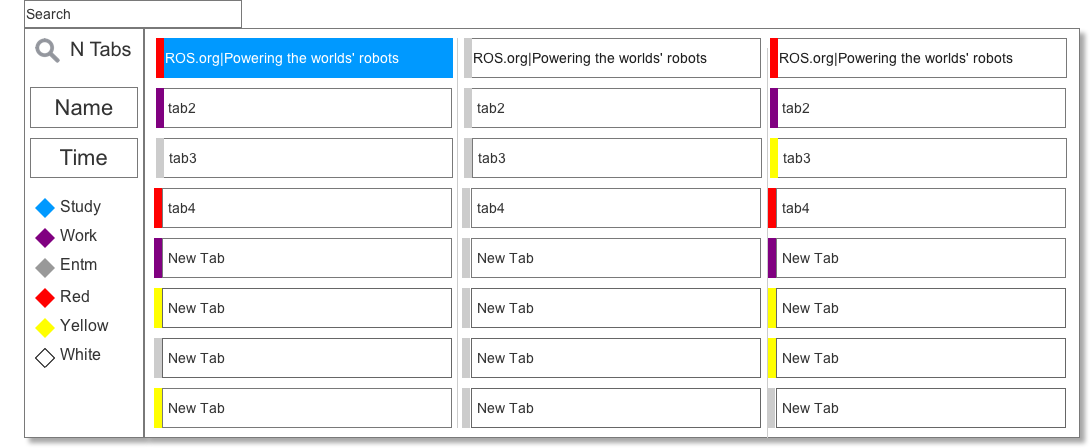 Search
N Tabs
Name
Time
Study
Work
Entm
Red
Yellow
White
ROS.org|Powering the worlds' robots
tab2
tab3
tab4
New Tab
New Tab
New Tab
New Tab
ROS.org|Powering the worlds' robots
tab2
tab3
tab4
New Tab
New Tab
New Tab
New Tab
ROS.org|Powering the worlds' robots
tab2
tab3
tab4
New Tab
New Tab
New Tab
New Tab